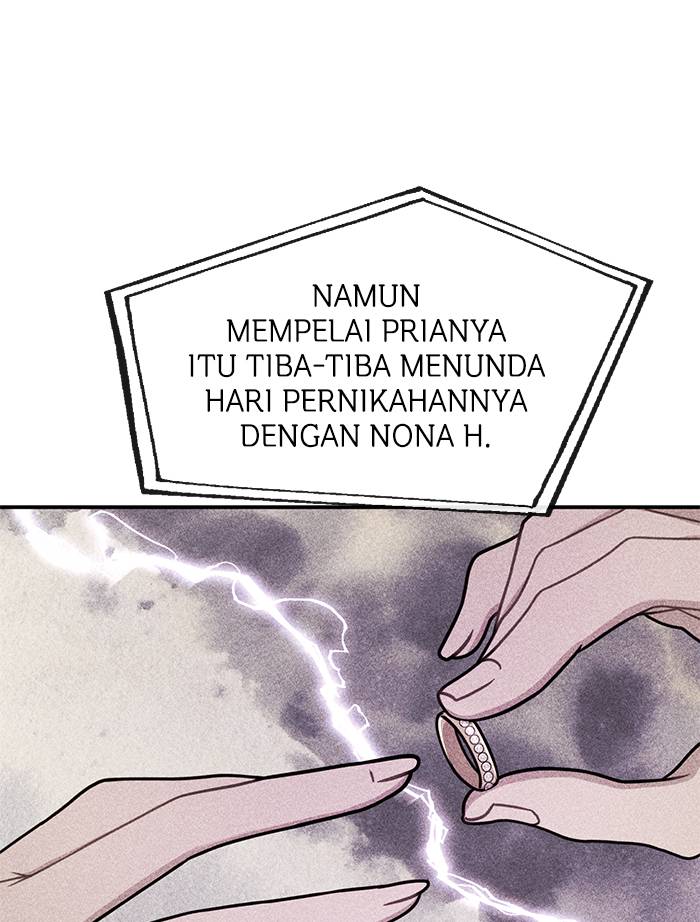 NAMUN
MEMPELAI PRIANYA
ITU TIBA-TIBA MENUNDA
HARI PERNIKAHANNYA
DENGAN NONA H.